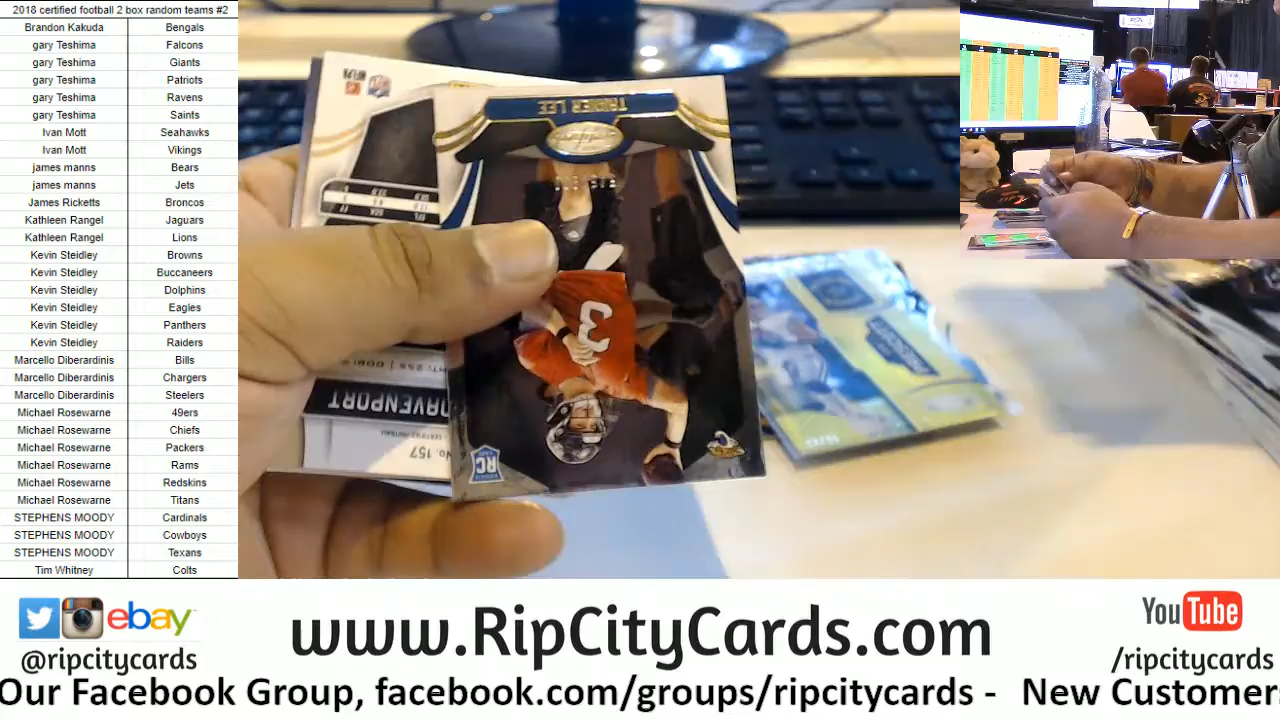 2018 certified football 2 box random teams #2
Brandon Kakuda Bengals
gary Teshima Falcons
gary Teshima Giants
gary Teshima Patriots
gary Teshima Ravens
gary Teshima Saints
Ivan Mott Seahawks
Ivan Mott Vikings
james manns Bears
james manns Jets
James Ricketts Broncos
Kathleen Rangel Jaguars
Kathleen Rangel Lions
Kevin Steidley Browns
Kevin Steidley Buccaneers
Kevin Steidley Dolphins
Kevin Steidley Eagles
Kevin Steidley Panthers
Kevin Steidley Raiders
Marcello Diberardinis Bills
Marcello Diberardinis Chargers
Marcello Diberardinis Steelers
Michael Rosewarne 49ers
Michael Rosewarne Chiefs
Michael Rosewarne Packers
Michael Rosewarne Rams
Michael Rosewarne Redskins
Michael Rosewarne Titans
STEPHENS MOODY Cardinals
STEPHENS MOODY Cowboys
STEPHENS MOODY Texans
Tim Whitney Colts
TANNER LEE
3
RC
DAVENPORT
No. 157
ebay
@ripcitycards
www.RipCityCards.com
YouTube
/ripcitycards
Our Facebook Group, facebook.com/groups/ripcitycards - New Customers